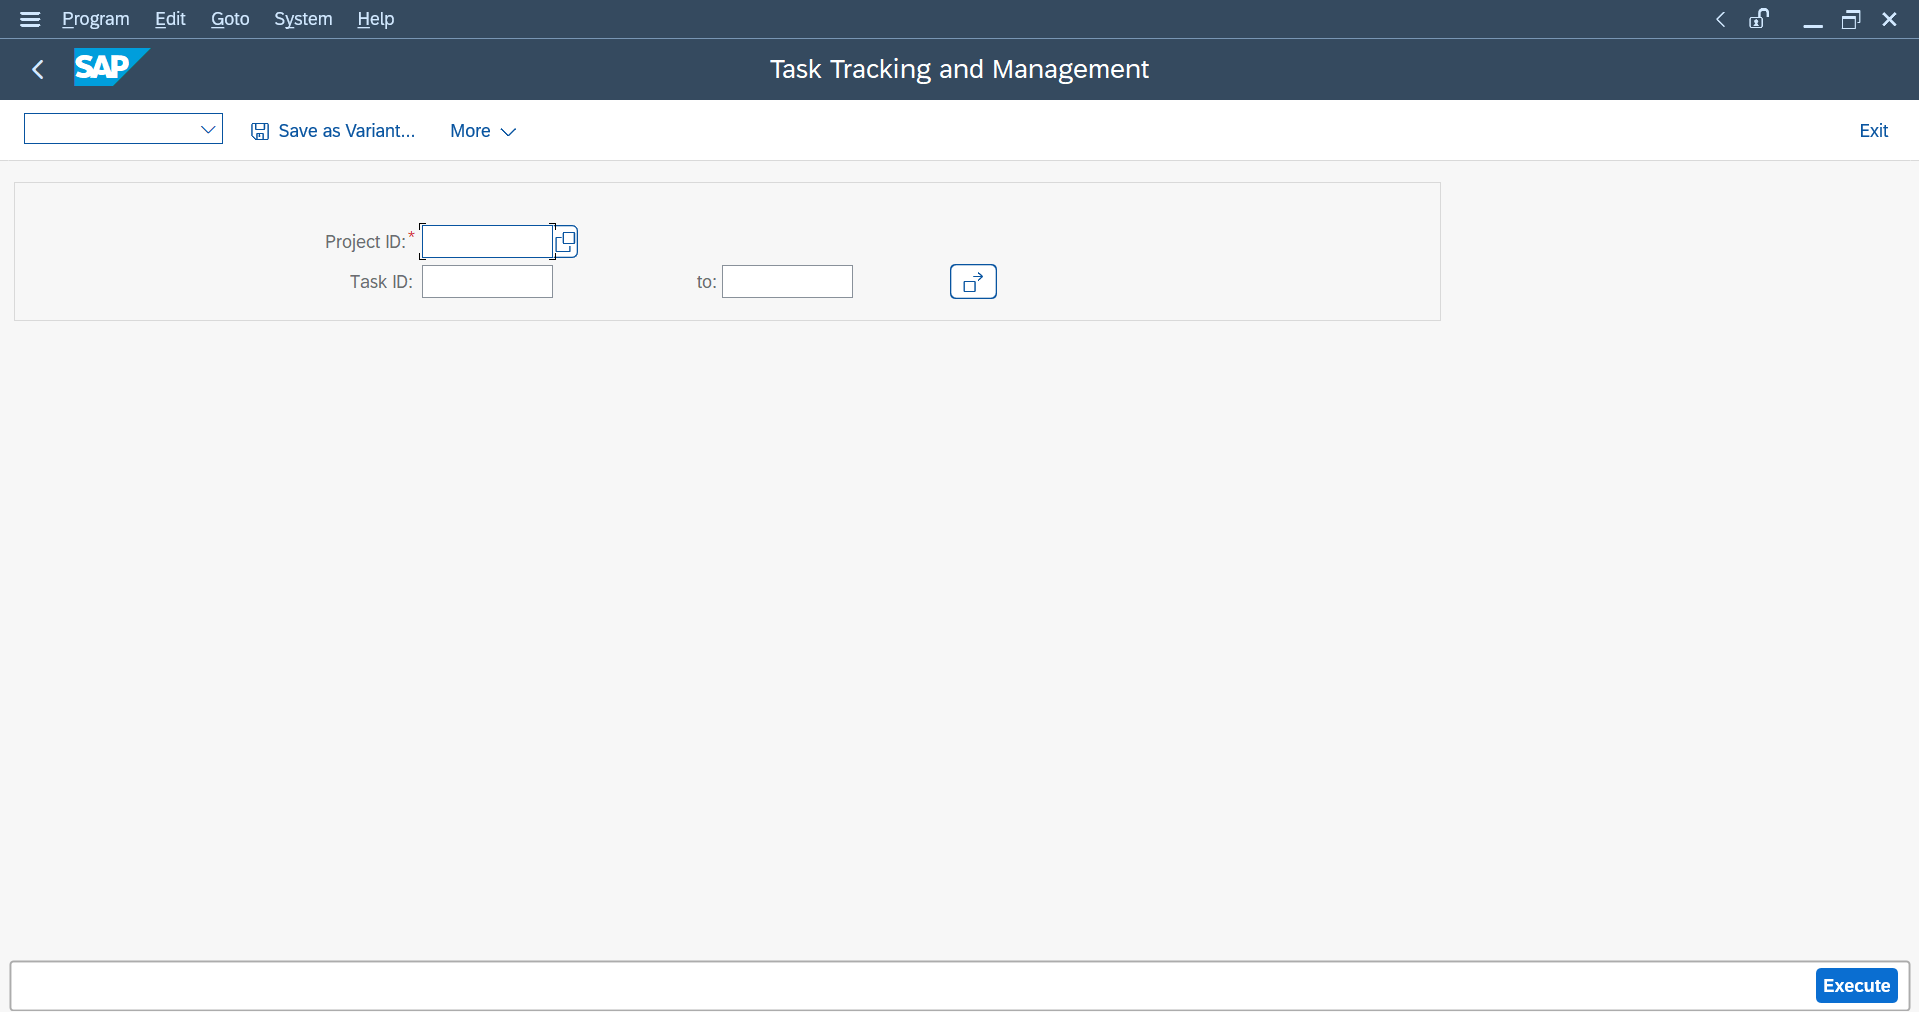 Program Edit Goto System Help
SAP Task Tracking and Management
Save as Variant... More Exit
Project ID:*
Task ID: to:
Execute